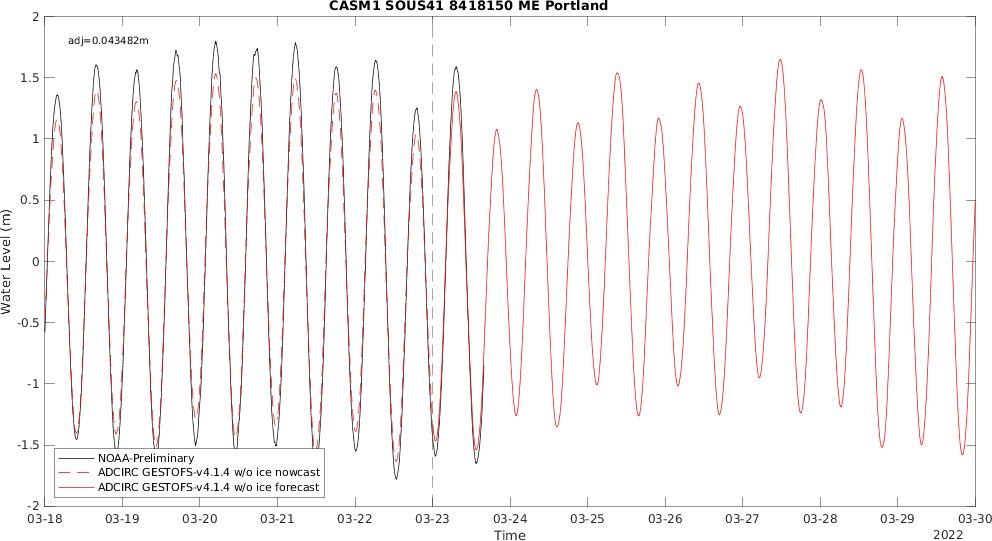 CASM1 SOUS41 8418150 ME Portland
2
adj=0.043482m
1.5
1
0.5
0
-0.5
-1
-1.5
-2
Water Level (m)
NOAA-Preliminary
ADCIRC GESTOFS-v4.1.4 w/o ice nowcast
ADCIRC GESTOFS-v4.1.4 w/o ice forecast
03-18 03-19 03-20 03-21 03-22 03-23 03-24 03-25 03-26 03-27 03-28 03-29 03-30
Time
2022